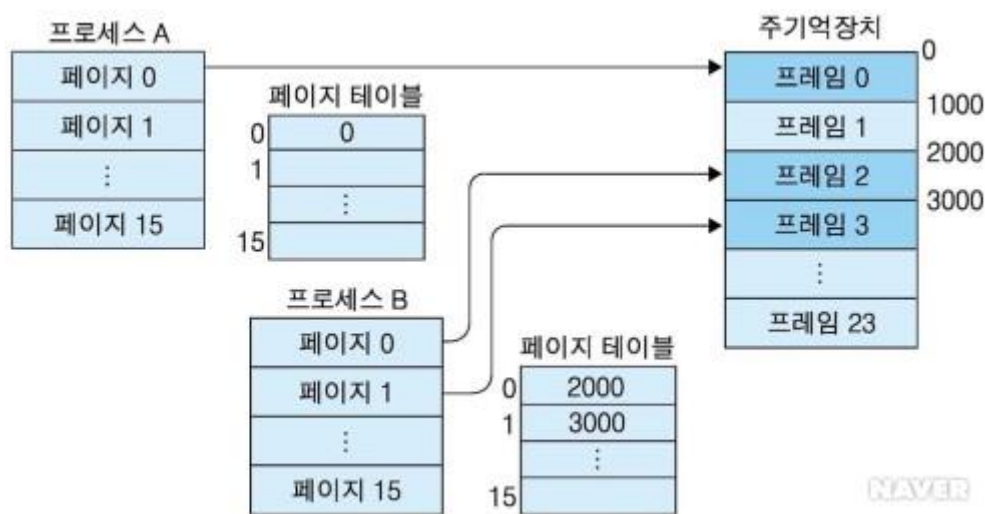 프로세스 A
페이지 0
페이지 1
⋮
페이지 15
페이지 테이블
0 0
1
⋮
15
프로세스 B
페이지 0
페이지 1
⋮
페이지 15
페이지 테이블
0 2000
1 3000
⋮
15
주기억장치
0
프레임 0
1000
프레임 1
2000
프레임 2
3000
프레임 3
⋮
프레임 23
NAVER